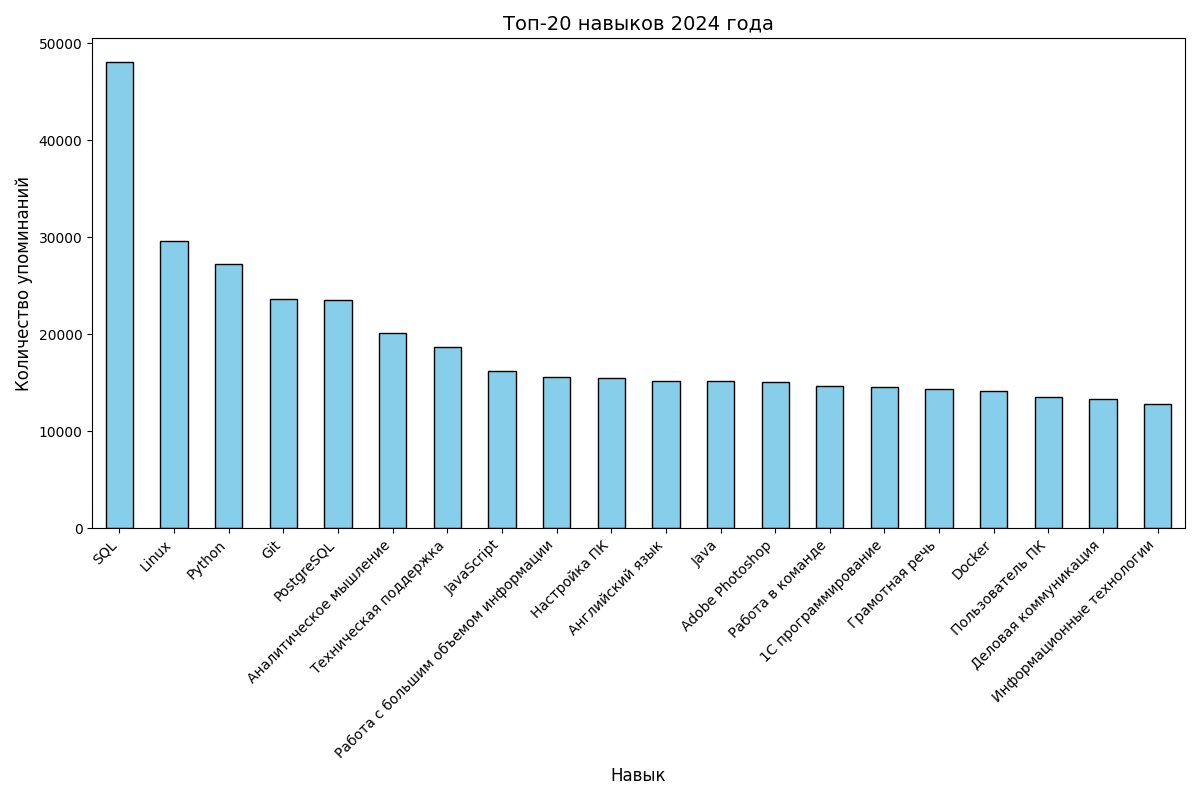 Топ-20 навыков 2024 года
Количество упоминаний
50000
40000
30000
20000
10000
0
SQL
Linux
Python
Git
PostgreSQL
Аналитическое мышление
Техническая поддержка
JavaScript
Работа с большим объемом информации
Настройка ПК
Английский язык
Java
Adobe Photoshop
Работа в команде
1С программирование
Грамотная речь
Docker
Пользователь ПК
Деловая коммуникация
Информационные технологии
Навык